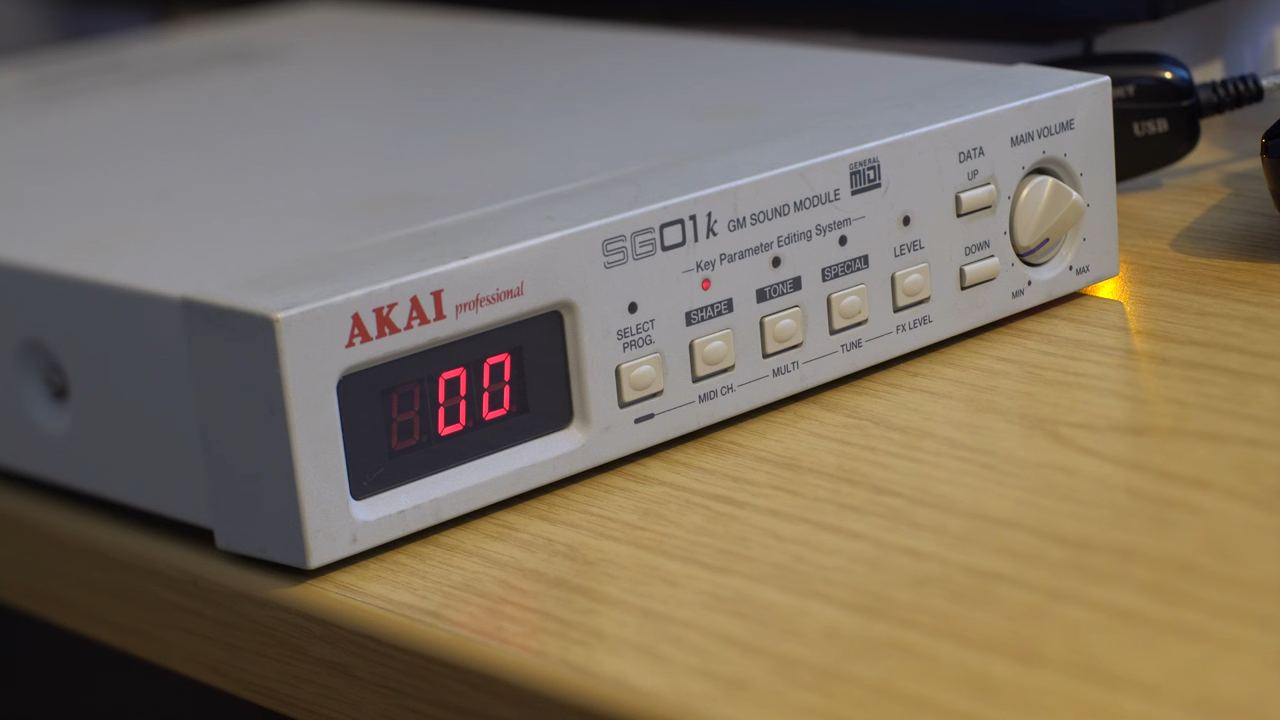 AKAI professional
00
SG01k GM SOUND MODULE
GENERAL MIDI
Key Parameter Editing System
SELECT PROG.
SHAPE
TONE
SPECIAL
LEVEL
MIDI CH.
MULTI
TUNE
FX LEVEL
DATA
UP
DOWN
MAIN VOLUME
MIN
MAX
USB